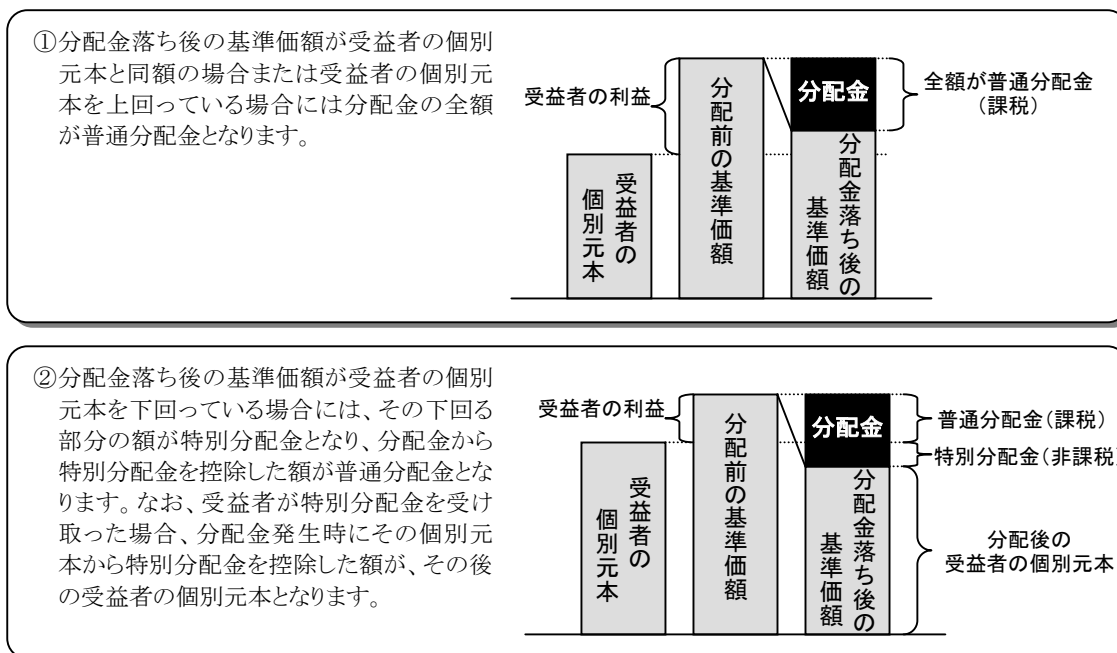 ①分配金落ち後の基準価額が受益者の個別
元本と同額の場合または受益者の個別元
本を上回っている場合には分配金の全額
が普通分配金となります。
受益者の利益
受益者の
個別元本
分配前の基準価額
分配金
分配金落ち後の
基準価額
全額が普通分配金
(課税)
②分配金落ち後の基準価額が受益者の個別
元本を下回っている場合には、その下回る
部分の額が特別分配金となり、分配金から
特別分配金を控除した額が普通分配金とな
ります。なお、受益者が特別分配金を受け
取った場合、分配金発生時にその個別元
本から特別分配金を控除した額が、その後
の受益者の個別元本となります。
受益者の利益
受益者の
個別元本
分配前の基準価額
分配金
分配金落ち後の
基準価額
普通分配金(課税)
特別分配金(非課税)
分配後の
受益者の個別元本